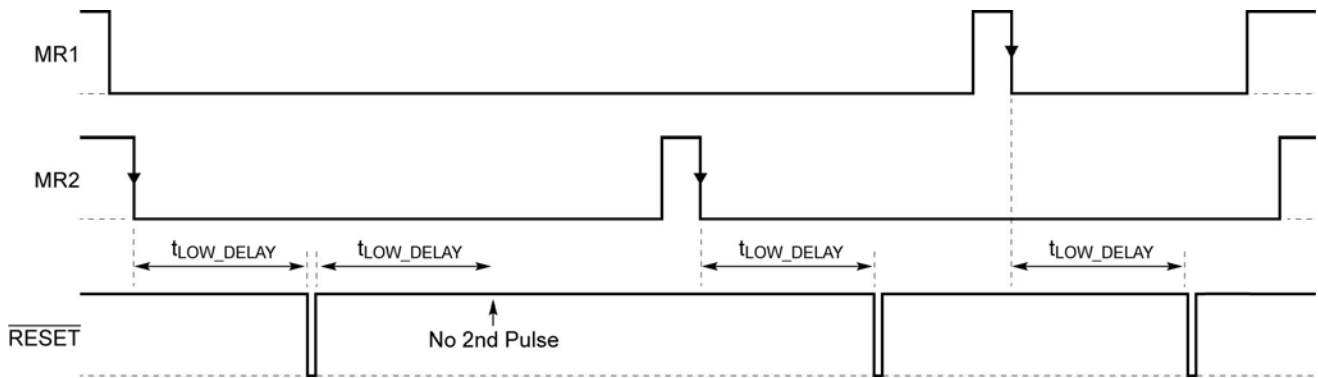 MR1
MR2
tLOW_DELAY tLOW_DELAY tLOW_DELAY tLOW_DELAY
RESET
No 2nd Pulse